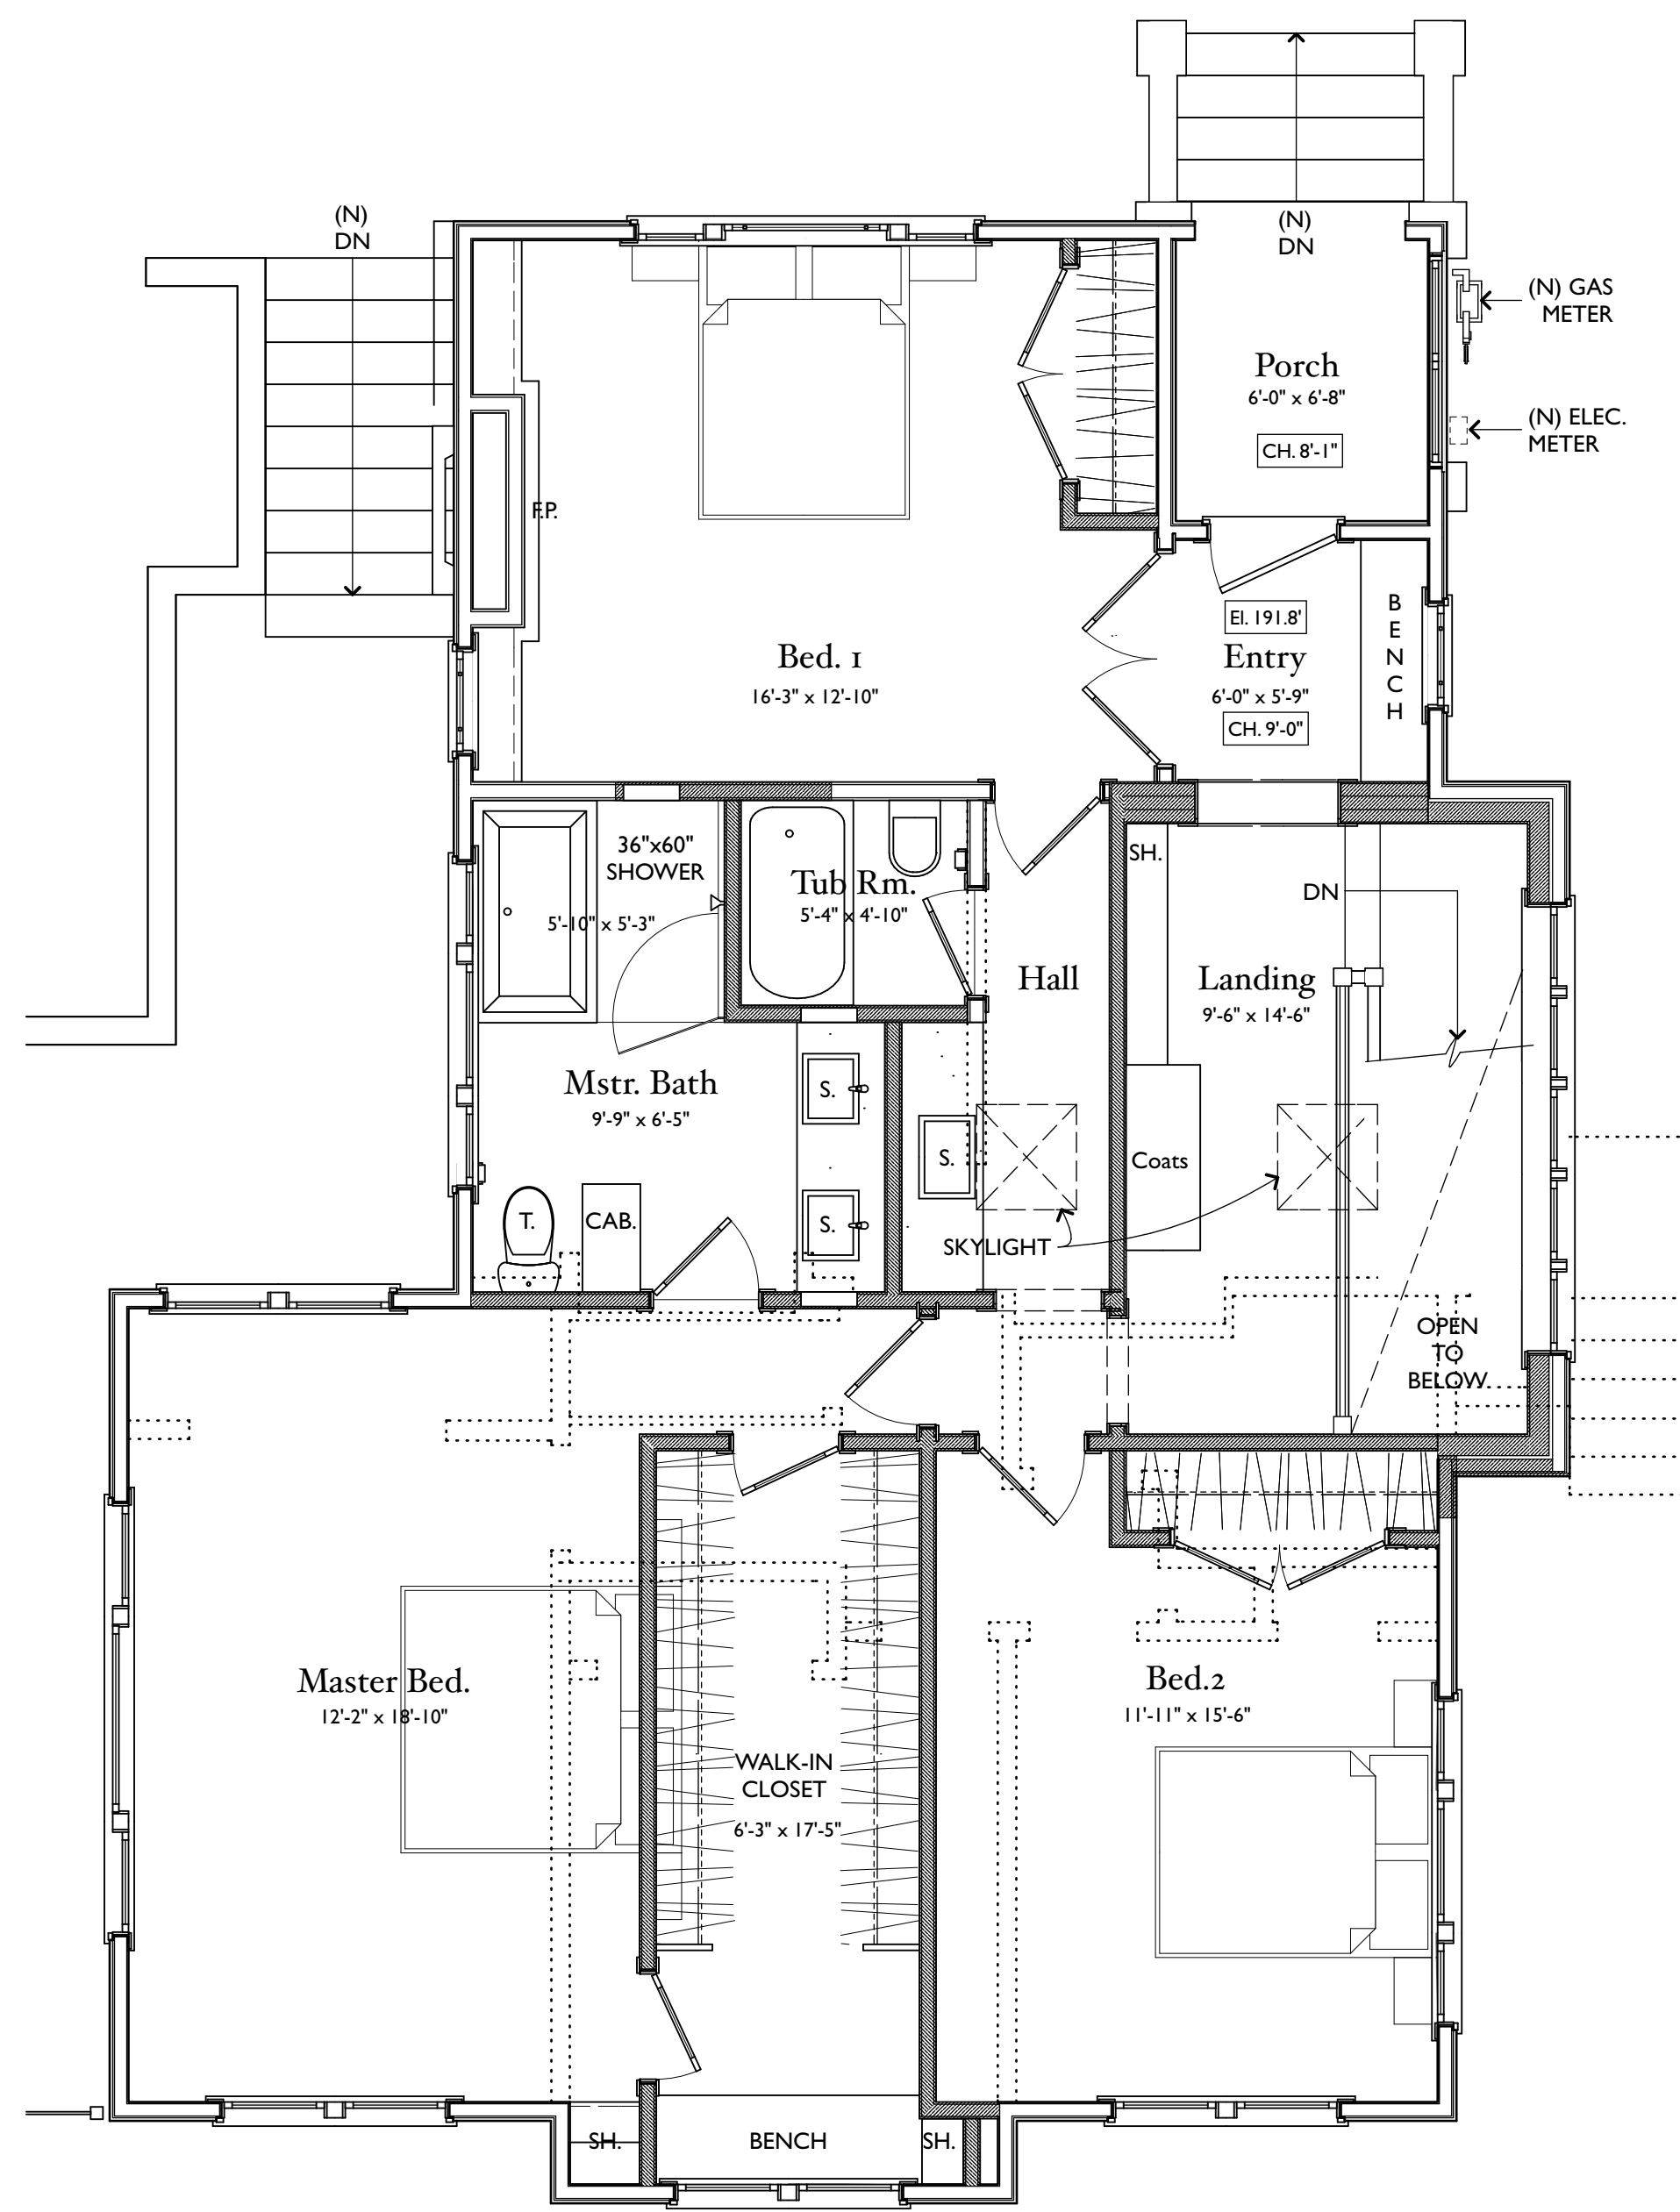 (N)
DN
(N)
DN
(N) GAS
METER
(N) ELEC.
METER
Porch
6'-0" x 6'-8"
CH. 8'-1"
F.P.
Bed. 1
16'-3" x 12'-10"
El. 191.8'
Entry
6'-0" x 5'-9"
CH. 9'-0"
B
E
N
C
H
36"x60"
SHOWER
5'-10" x 5'-3"
Tub Rm.
5'-4" x 4'-10"
SH.
DN
Hall
Landing
9'-6" x 14'-6"
Mstr. Bath
9'-9" x 6'-5"
S.
S.
S.
T.
CAB.
Coats
SKYLIGHT
OPEN
TO
BELOW
Master Bed.
12'-2" x 18'-10"
WALK-IN
CLOSET
6'-3" x 17'-5"
Bed.2
11'-11" x 15'-6"
SH.
BENCH
SH.